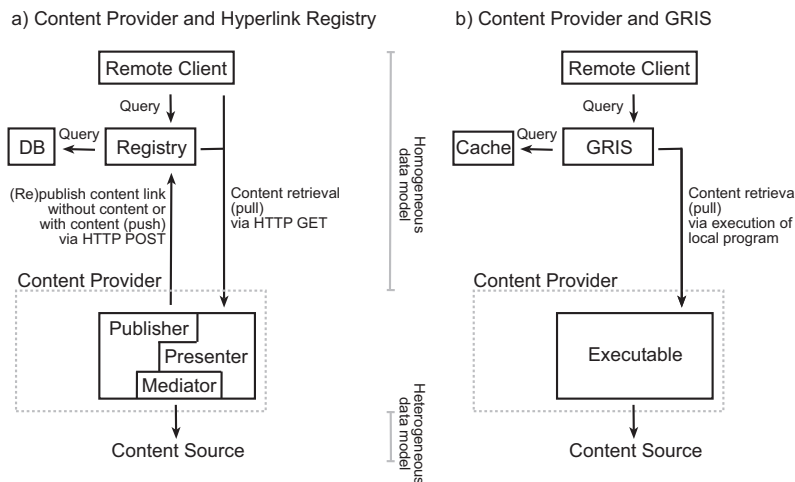 a) Content Provider and Hyperlink Registry
Remote Client
Query
DB
Query
Registry
(Re)publish content link
without content or
with content (push)
via HTTP POST
Content retrieval
(pull)
via HTTP GET
Content Provider
Publisher
Presenter
Mediator
Content Source
Homogeneous
data model
Heterogeneous
data model
b) Content Provider and GRIS
Remote Client
Query
Cache
Query
GRIS
Content retrieva
(pull)
via execution of
local program
Content Provider
Executable
Content Source